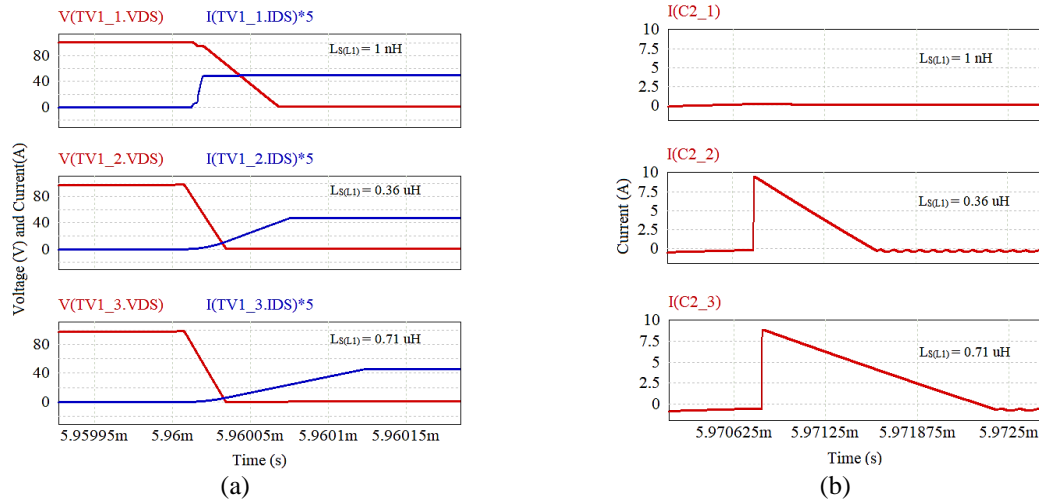 V(TV1_1.VDS) I(TV1_1.IDS)*5
LS(L1) = 1 nH
80
40
0
V(TV1_2.VDS) I(TV1_2.IDS)*5
LS(L1) = 0.36 uH
80
40
0
V(TV1_3.VDS) I(TV1_3.IDS)*5
LS(L1) = 0.71 uH
80
40
0
Voltage (V) and Current(A)
5.95995m 5.96m 5.96005m 5.9601m 5.96015m
Time (s)
(a)
I(C2_1)
LS(L1) = 1 nH
10
7.5
5
2.5
0
I(C2_2)
LS(L1) = 0.36 uH
10
7.5
5
2.5
0
I(C2_3)
LS(L1) = 0.71 uH
10
7.5
5
2.5
0
Current (A)
5.970625m 5.97125m 5.971875m 5.9725m
Time (s)
(b)